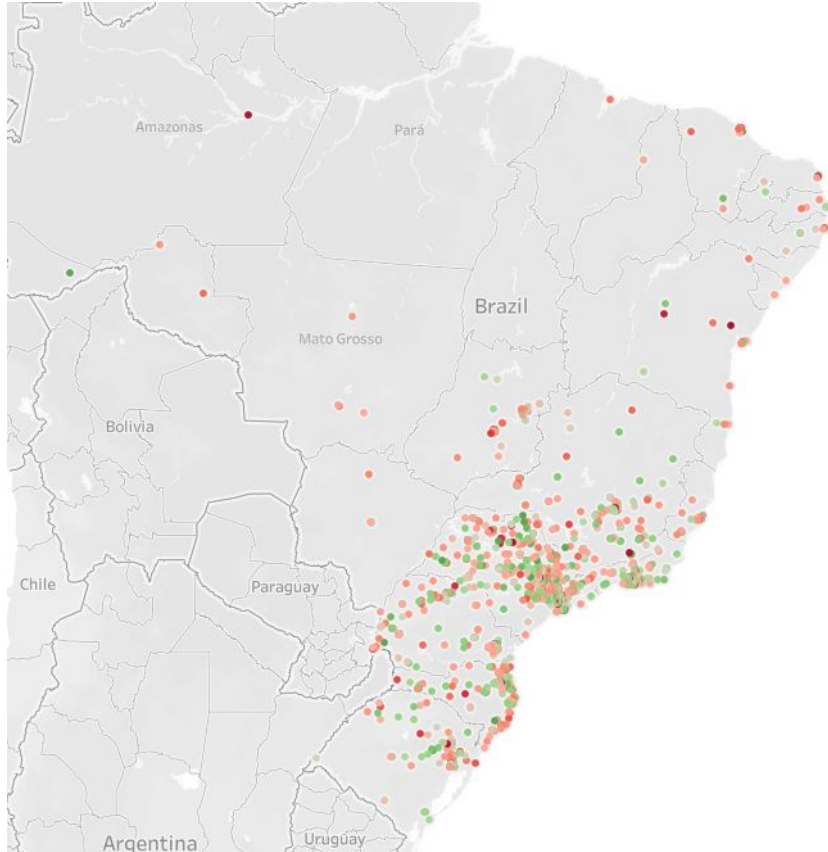 Amazonas
Pará
Brazil
Mato Grosso
Bolivia
Chile
Paraguay
Argentina
Uruguay